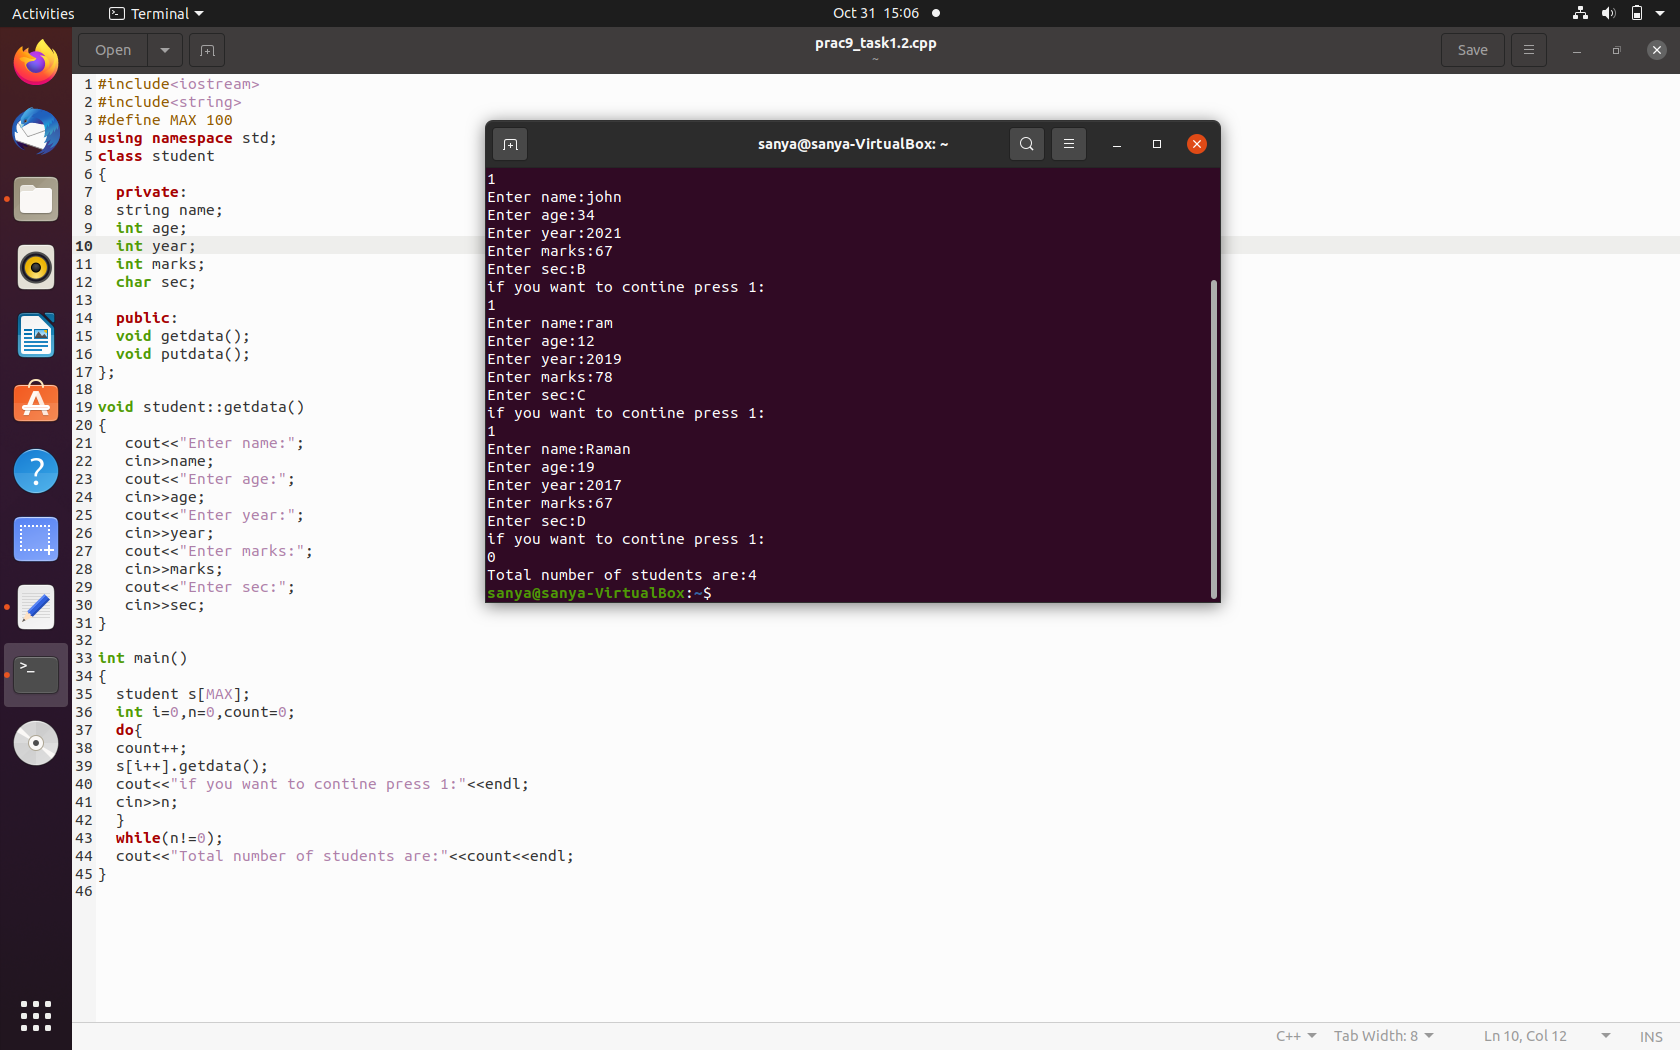 Activities Terminal Oct 31 15:06
Open prac9_task1.2.cpp Save
~
1 #include<iostream>
2 #include<string>
3 #define MAX 100
4 using namespace std;
5 class student
6 {
7 private:
8 string name;
9 int age;
10 int year;
11 int marks;
12 char sec;
13
14 public:
15 void getdata();
16 void putdata();
17 };
18
19 void student::getdata()
20 {
21 cout<<"Enter name:";
22 cin>>name;
23 cout<<"Enter age:";
24 cin>>age;
25 cout<<"Enter year:";
26 cin>>year;
27 cout<<"Enter marks:";
28 cin>>marks;
29 cout<<"Enter sec:";
30 cin>>sec;
31 }
32
33 int main()
34 {
35 student s[MAX];
36 int i=0,n=0,count=0;
37 do{
38 count++;
39 s[i++].getdata();
40 cout<<"if you want to contine press 1:"<<endl;
41 cin>>n;
42 }
43 while(n!=0);
44 cout<<"Total number of students are:"<<count<<endl;
45 }
46
sanya@sanya-VirtualBox: ~
1
Enter name:john
Enter age:34
Enter year:2021
Enter marks:67
Enter sec:B
if you want to contine press 1:
1
Enter name:ram
Enter age:12
Enter year:2019
Enter marks:78
Enter sec:C
if you want to contine press 1:
1
Enter name:Raman
Enter age:19
Enter year:2017
Enter marks:67
Enter sec:D
if you want to contine press 1:
0
Total number of students are:4
sanya@sanya-VirtualBox:~$
C++ Tab Width: 8 Ln 10, Col 12 INS